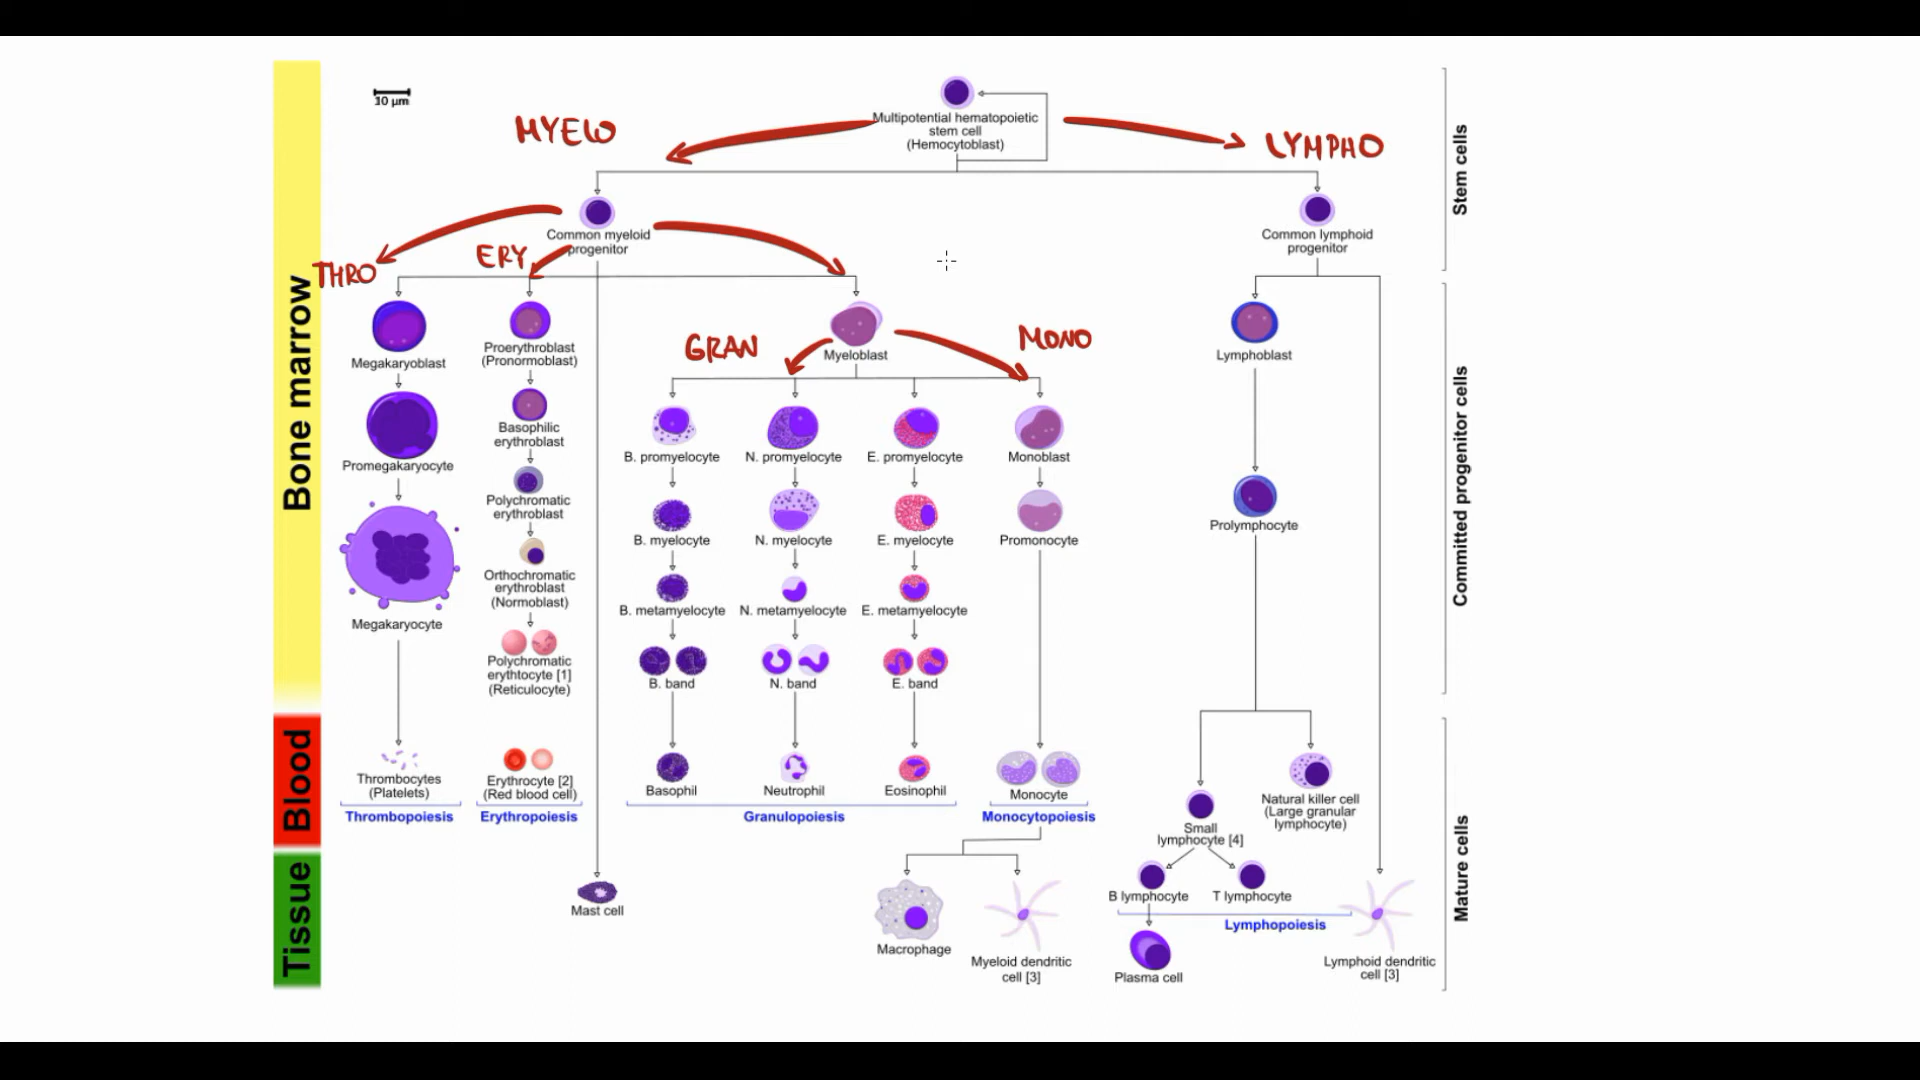 10 µm
Multipotential hematopoietic
stem cell
(Hemocytoblast)
MYELO
LYMPHO
Common myeloid
progenitor
Common lymphoid
progenitor
THRO
ERY
Megakaryoblast
Proerythroblast
(Pronormoblast)
Myeloblast
Lymphoblast
GRAN
MONO
Promegakaryocyte
Basophilic
erythroblast
B. promyelocyte
N. promyelocyte
E. promyelocyte
Monoblast
Polychromatic
erythroblast
B. myelocyte
N. myelocyte
E. myelocyte
Promonocyte
Prolymphocyte
Megakaryocyte
Orthochromatic
erythroblast
(Normoblast)
B. metamyelocyte
N. metamyelocyte
E. metamyelocyte
Polychromatic
erythtocyte [1]
(Reticulocyte)
B. band
N. band
E. band
Thrombocytes
(Platelets)
Erythrocyte [2]
(Red blood cell)
Basophil
Neutrophil
Eosinophil
Monocyte
Natural killer cell
(Large granular
lymphocyte)
Small
lymphocyte [4]
Thrombopoiesis
Erythropoiesis
Granulopoiesis
Monocytopoiesis
Mast cell
Macrophage
Myeloid dendritic
cell [3]
B lymphocyte
T lymphocyte
Lymphopoiesis
Plasma cell
Lymphoid dendritic
cell [3]
Bone marrow
Blood
Tissue
Stem cells
Committed progenitor cells
Mature cells